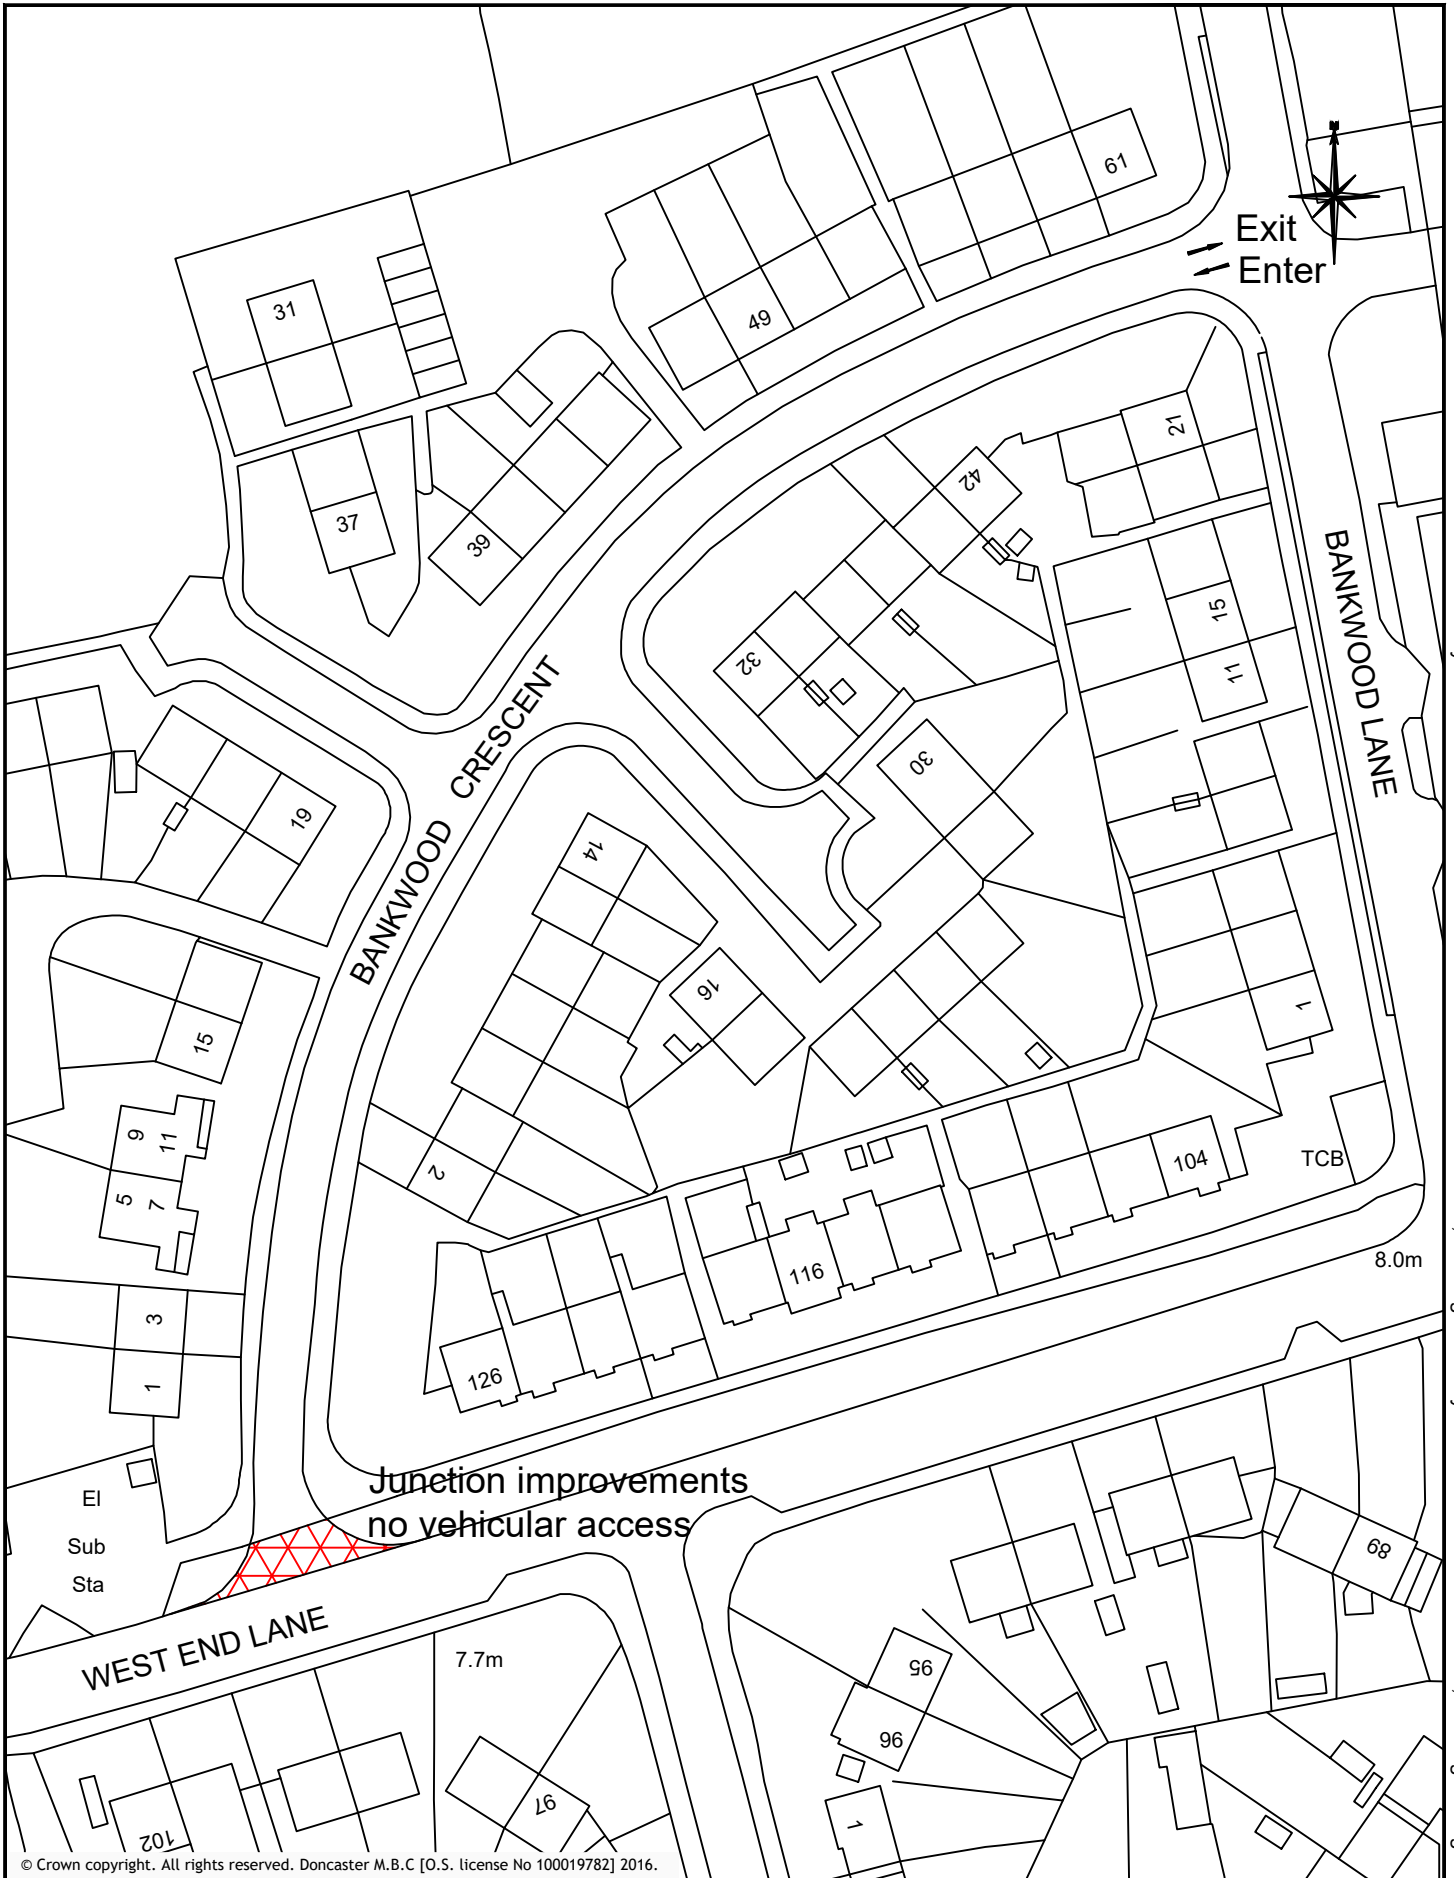 61
N
Exit
Enter
31
49
21
42
37
39
15
BANKWOOD LANE
32
11
BANKWOOD CRESCENT
30
19
14
16
1
15
9
11
104
TCB
2
5
7
8.0m
116
3
126
1
Junction improvements
no vehicular access
El
Sub
Sta
68
WEST END LANE
7.7m
95
96
97
1
102
© Crown copyright. All rights reserved. Doncaster M.B.C [O.S. license No 100019782] 2016.